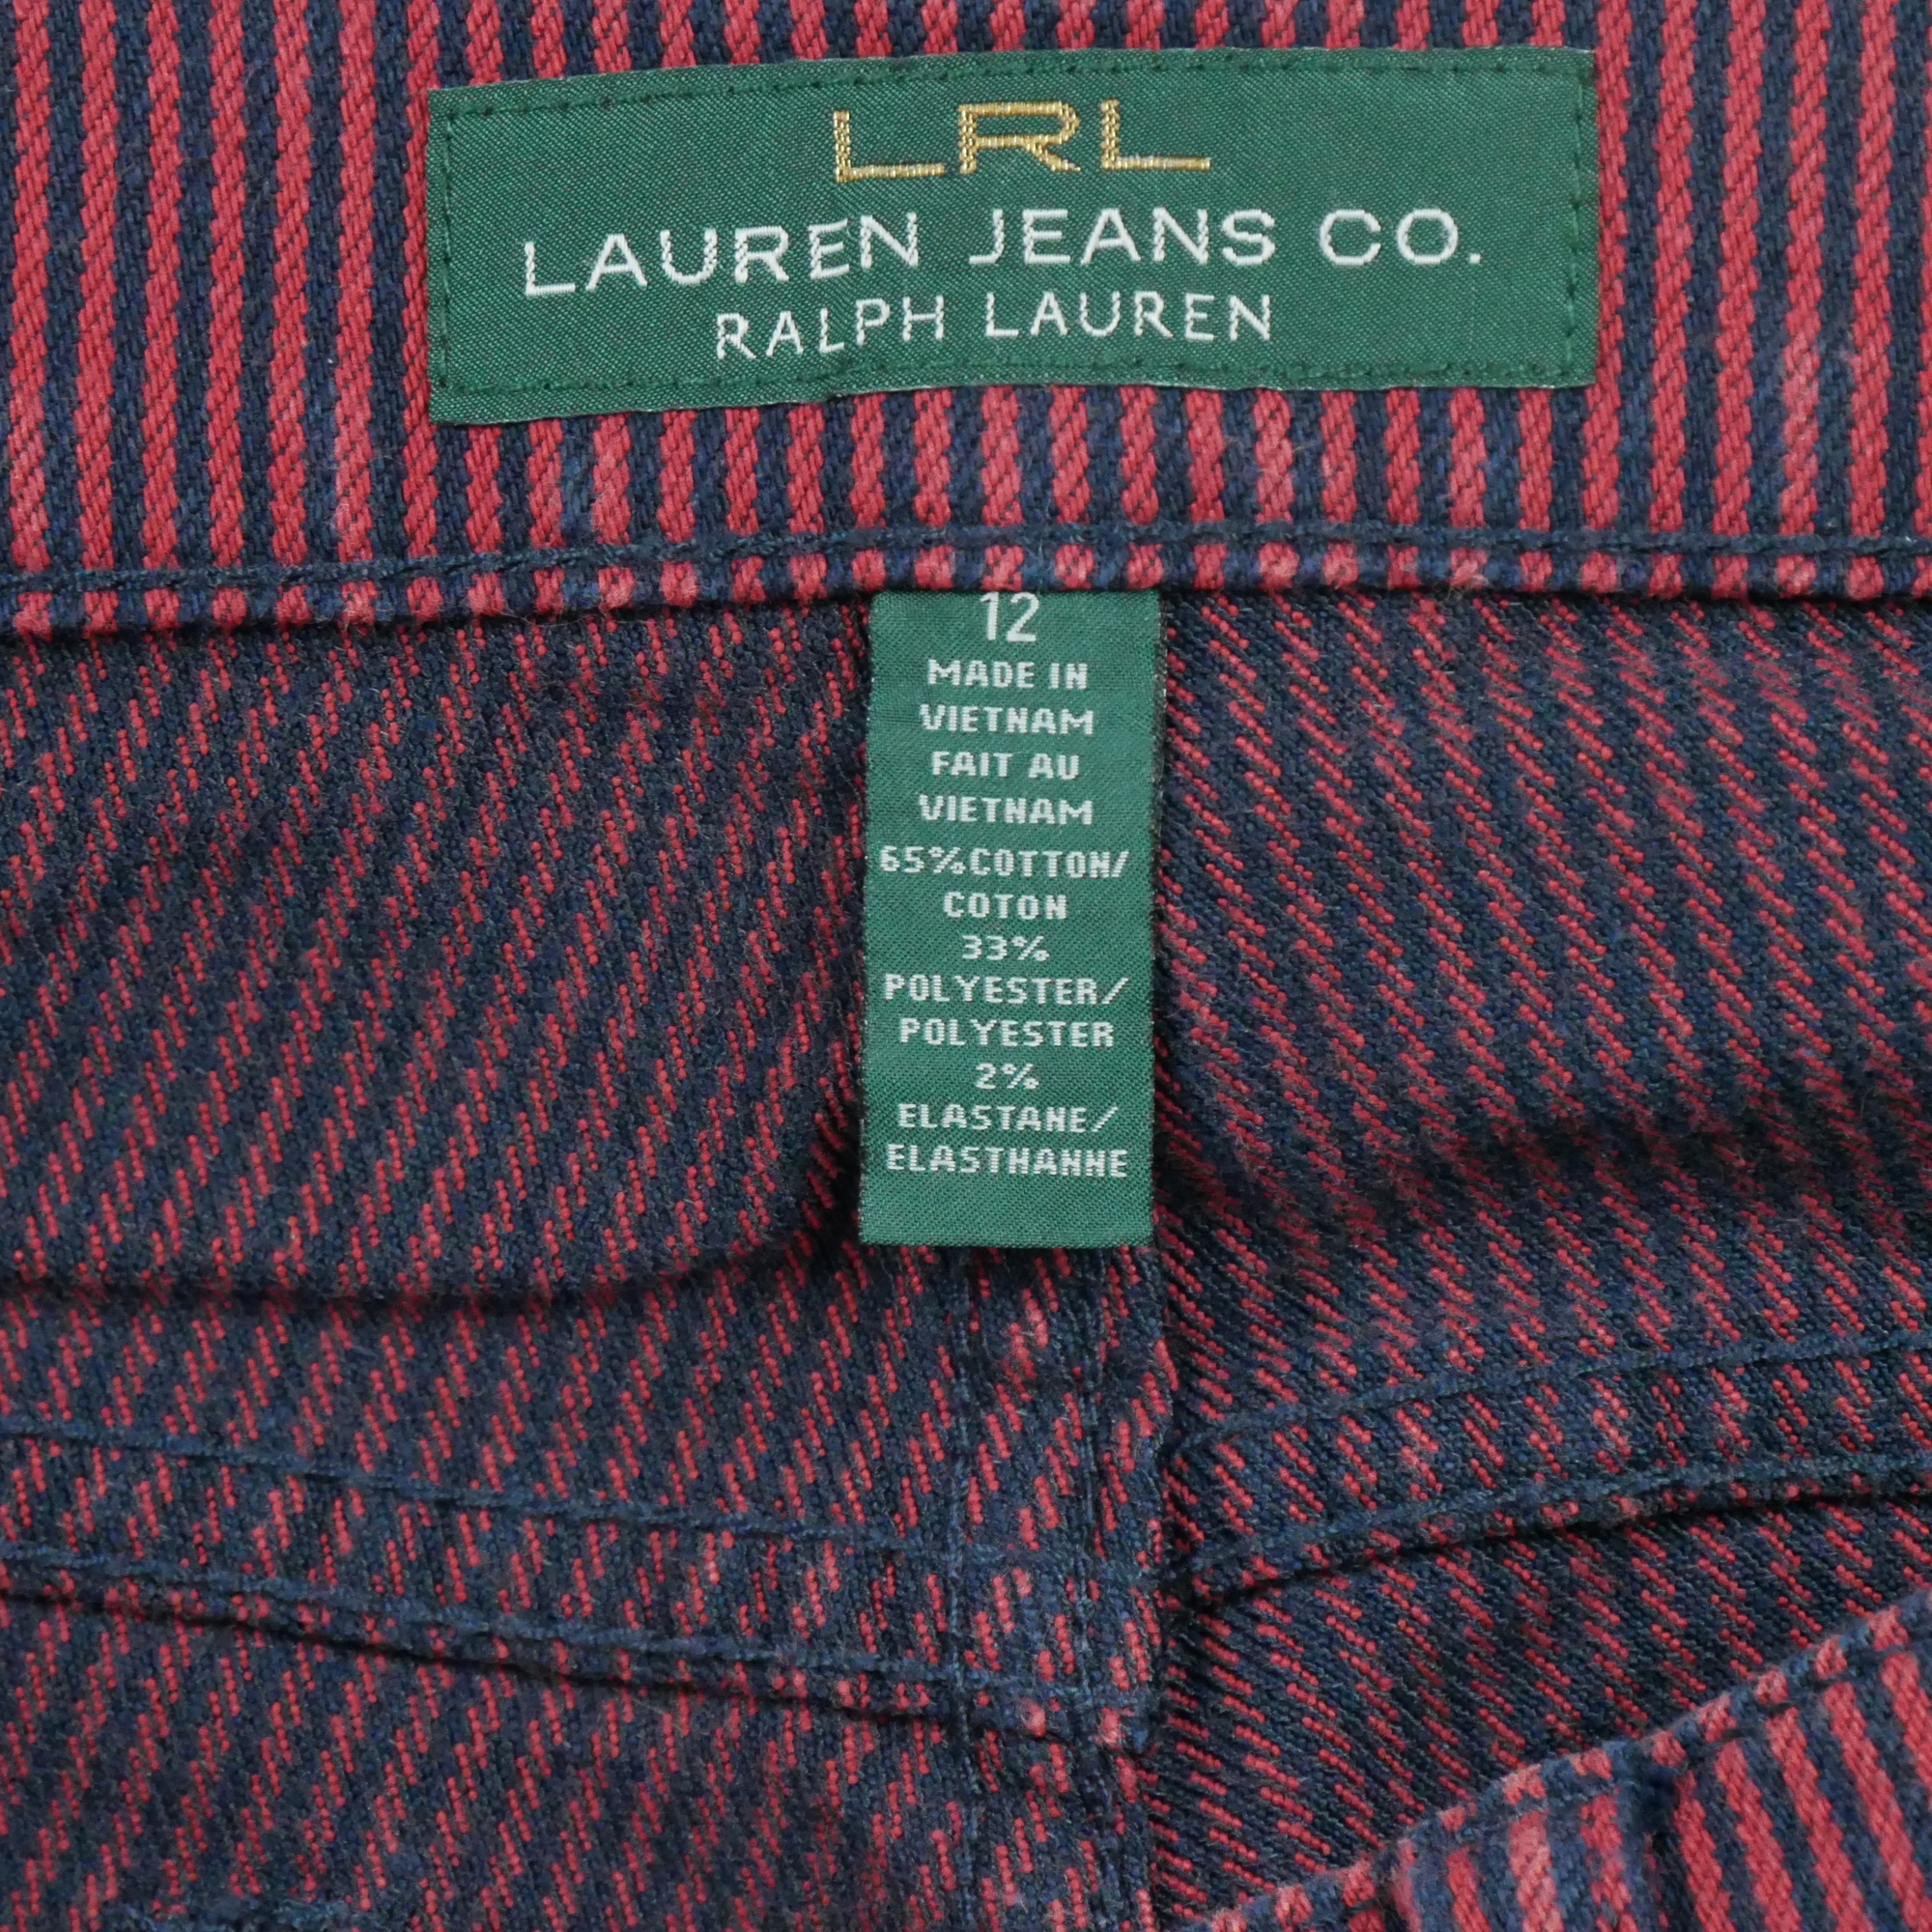 LRL
LAUREN JEANS CO.
RALPH LAUREN
12
MADE IN
VIETNAM
FAIT AU
VIETNAM
65%COTTON/
COTON
33%
POLYESTER/
POLYESTER
2%
ELASTANE/
ELASTHANNE